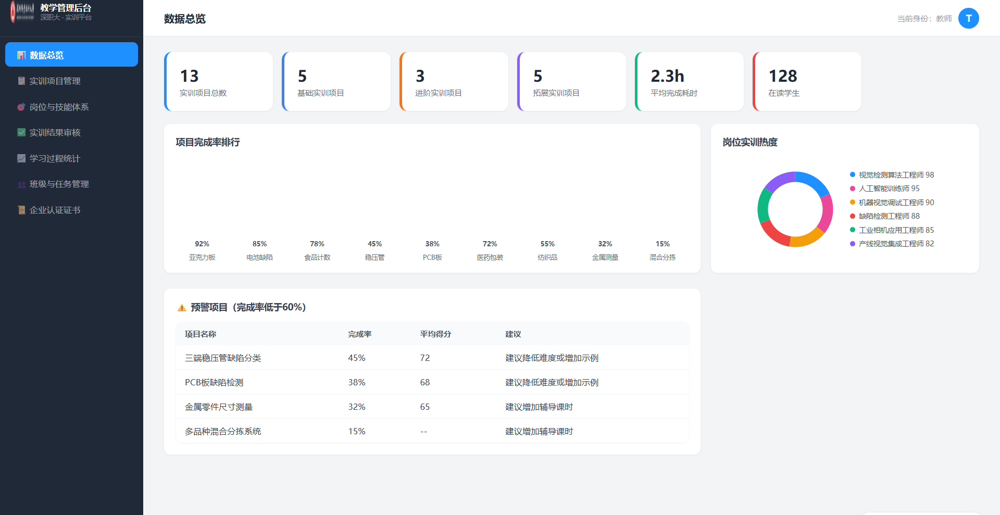 教学管理后台
深职大 · 实训平台
数据总览
实训项目管理
岗位与技能体系
实训结果审核
学习过程统计
班级与任务管理
企业认证证书
数据总览
当前身份：教师
T
13
实训项目总数
5
基础实训项目
3
进阶实训项目
5
拓展实训项目
2.3h
平均完成耗时
128
在读学生
项目完成率排行
92% 85% 78% 45% 38% 72% 55% 32% 15%
亚克力板 电池缺陷 食品计数 稳压管 PCB板 医药包装 纺织品 金属测量 混合分拣
岗位实训热度
视觉检测算法工程师 98
人工智能训练师 95
机器视觉调试工程师 90
缺陷检测工程师 88
工业相机应用工程师 85
产线视觉集成工程师 82
预警项目（完成率低于60%）
项目名称 完成率 平均得分 建议
三端稳压管缺陷分类 45% 72 建议降低难度或增加示例
PCB板缺陷检测 38% 68 建议降低难度或增加示例
金属零件尺寸测量 32% 65 建议增加辅导课时
多品种混合分拣系统 15% -- 建议增加辅导课时